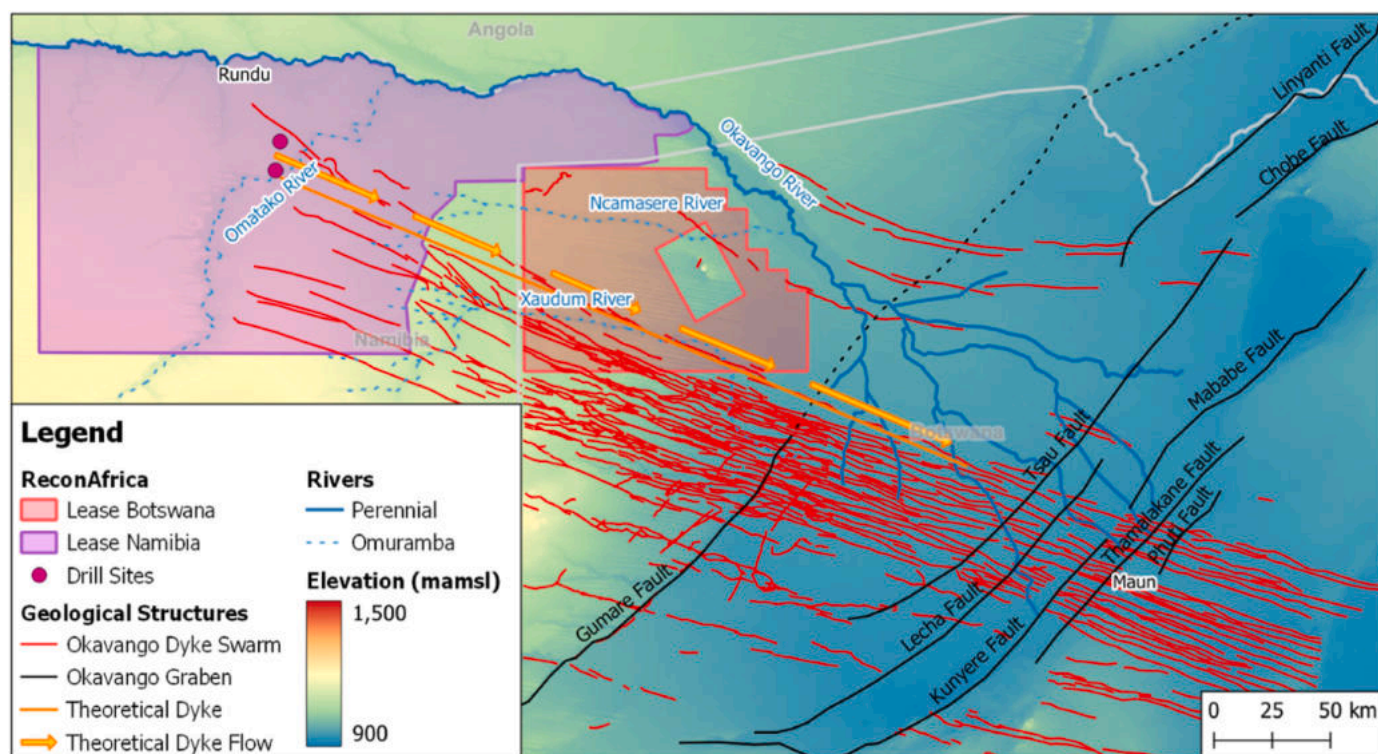 Angola
Rundu
Linyanti Fault
Chobe Fault
Okavango River
Omatako River
Ncamasere River
Xaudum River
Namibia
Mababe Fault
Botswana
Tsau Fault
Thamalakane Fault
Phuti Fault
Maun
Gumare Fault
Lecha Fault
Kunyere Fault
Legend
ReconAfrica
Lease Botswana
Lease Namibia
Drill Sites
Geological Structures
Okavango Dyke Swarm
Okavango Graben
Theoretical Dyke
Theoretical Dyke Flow
Rivers
Perennial
Omuramba
Elevation (mamsl)
1,500
900
0 25 50 km